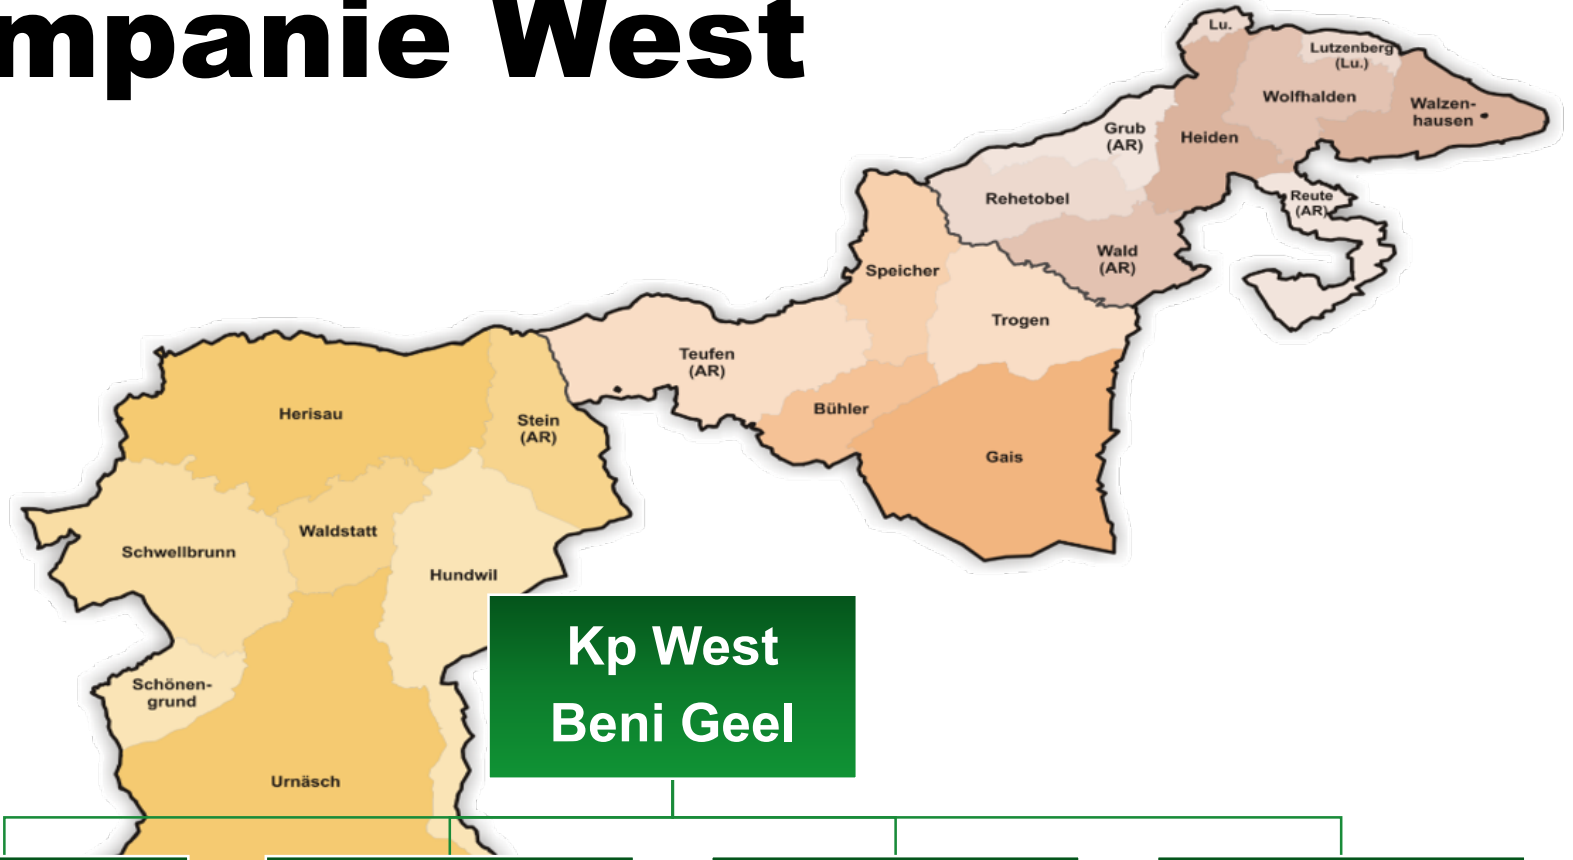 mpanie West
Lu.
Lutzenberg
(Lu.)
Wolfhalden
Walzen-
hausen
Grub
(AR)
Heiden
Rehetobel
Reute
(AR)
Wald
(AR)
Speicher
Trogen
Teufen
(AR)
Bühler
Gais
Herisau
Stein
(AR)
Waldstatt
Schwellbrunn
Hundwil
Schönen-
grund
Urnäsch
Kp West
Beni Geel